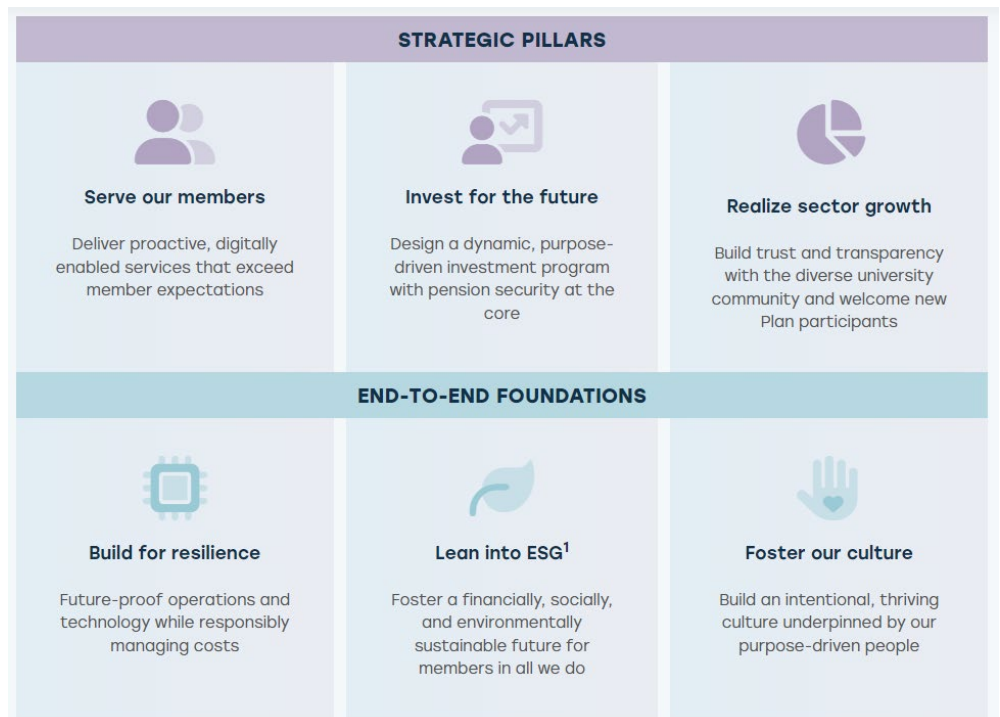 STRATEGIC PILLARS
Serve our members
Deliver proactive, digitally
enabled services that exceed
member expectations
Invest for the future
Design a dynamic, purpose-
driven investment program
with pension security at the
core
Realize sector growth
Build trust and transparency
with the diverse university
community and welcome new
Plan participants
END-TO-END FOUNDATIONS
Build for resilience
Future-proof operations and
technology while responsibly
managing costs
Lean into ESG¹
Foster a financially, socially,
and environmentally
sustainable future for
members in all we do
Foster our culture
Build an intentional, thriving
culture underpinned by our
purpose-driven people